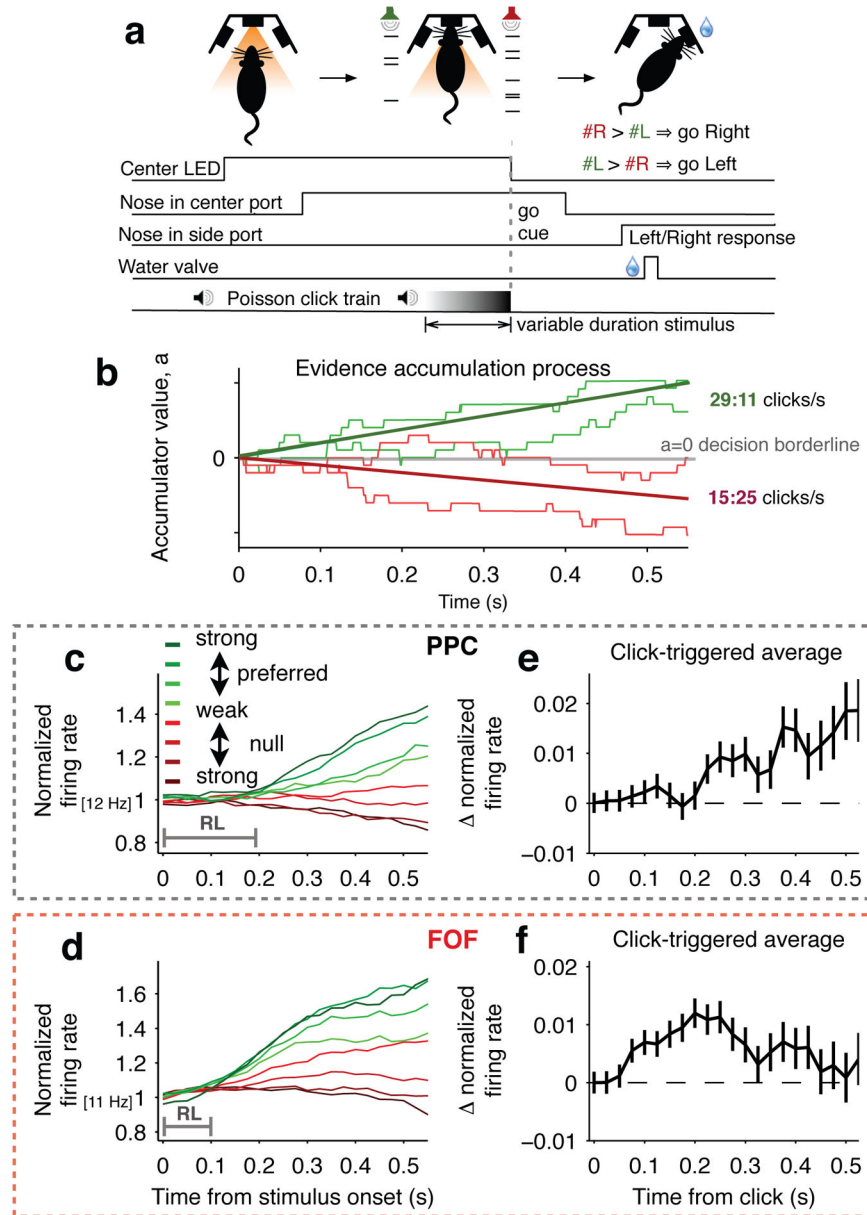 a
#R > #L ⇒ go Right
#L > #R ⇒ go Left
Center LED
Nose in center port
go
cue
Nose in side port
Left/Right response
Water valve
Poisson click train
variable duration stimulus
b
Evidence accumulation process
Accumulator value, a
29:11 clicks/s
a=0 decision borderline
0
15:25 clicks/s
0 0.1 0.2 0.3 0.4 0.5
Time (s)
c
PPC
strong
preferred
weak
null
strong
Normalized
firing rate
1.4
1.2
[12 Hz] 1
0.8
RL
0 0.1 0.2 0.3 0.4 0.5
e
Click-triggered average
Δ normalized
firing rate
0.02
0.01
0
−0.01
0 0.1 0.2 0.3 0.4 0.5
d
FOF
Normalized
firing rate
1.6
1.4
1.2
[11 Hz] 1
0.8
RL
0 0.1 0.2 0.3 0.4 0.5
Time from stimulus onset (s)
f
Click-triggered average
Δ normalized
firing rate
0.02
0.01
0
−0.01
0 0.1 0.2 0.3 0.4 0.5
Time from click (s)